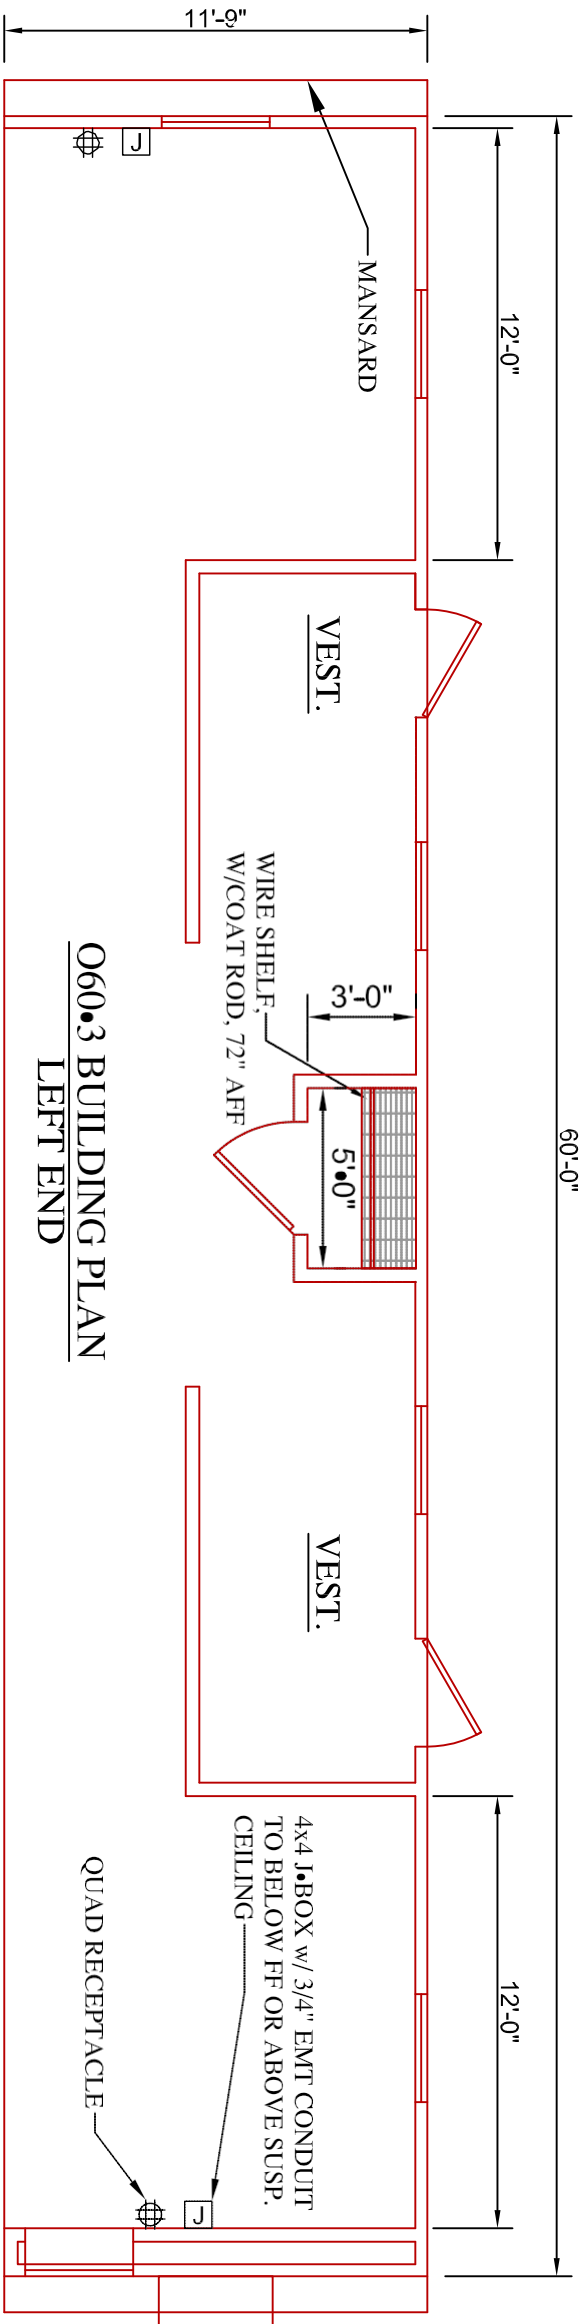 11'-9"
60'-0"
12'-0"
12'-0"
MANSARD
VEST.
WIRE SHELF,
W/COAT ROD, 72" AFF
3'-0"
5'•0"
VEST.
4x4 J•BOX w/ 3/4" EMT CONDUIT
TO BELOW FF OR ABOVE SUSP.
CEILING
QUAD RECEPTACLE
J
J
O60•3 BUILDING PLAN
LEFT END